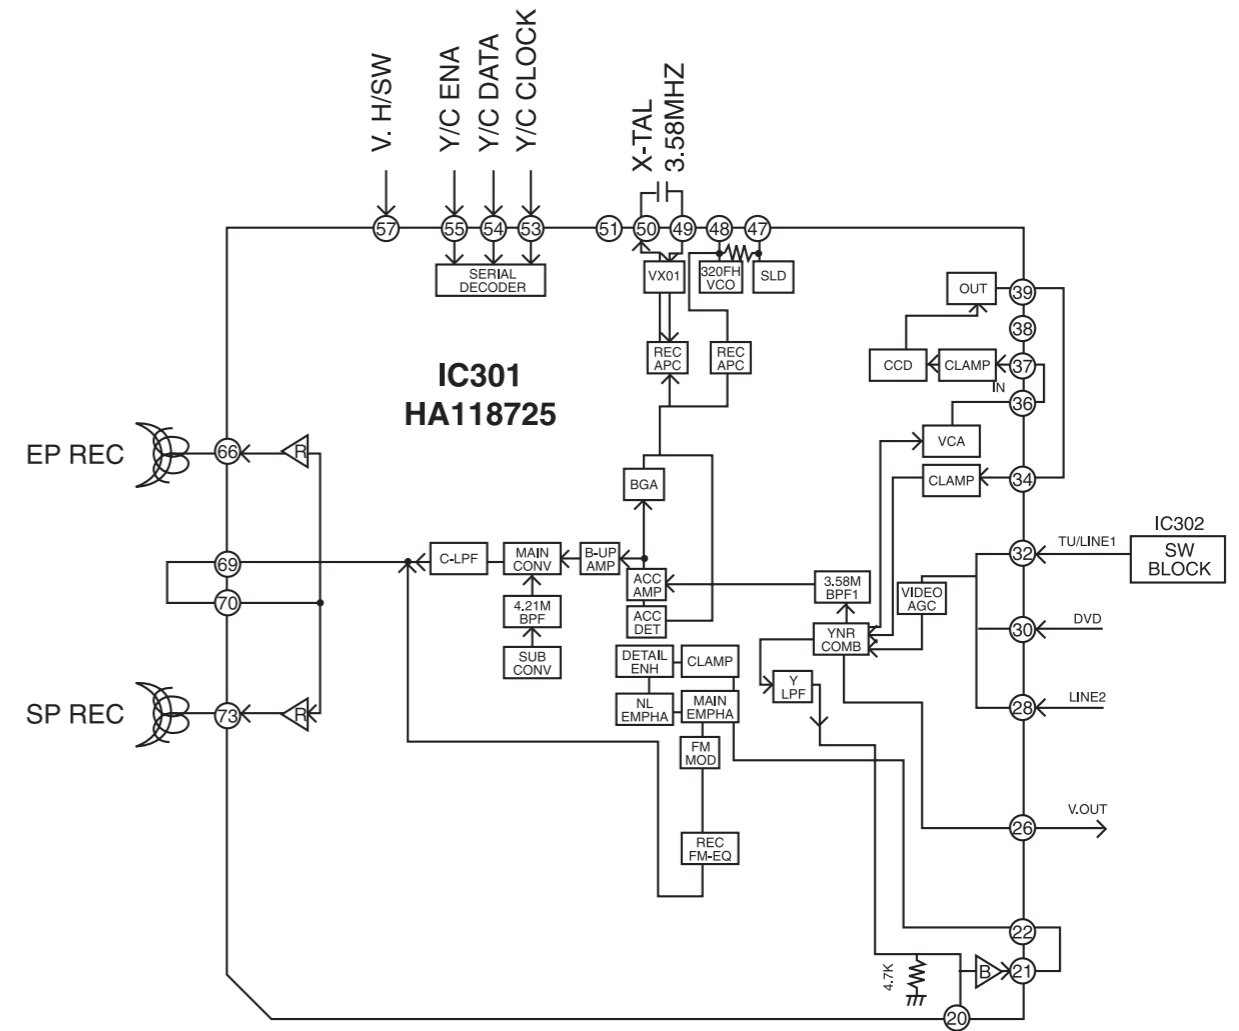 V. H/SW
Y/C ENA
Y/C DATA
Y/C CLOCK
X-TAL
3.58MHZ
57
55
54
53
51
50
49
48
47
SERIAL
DECODER
VX01
320FH
VCO
SLD
OUT
39
38
REC
APC
REC
APC
CCD
CLAMP
37
IN
36
IC301
HA118725
EP REC
66
R
VCA
CLAMP
34
BGA
IC302
SW
BLOCK
TU/LINE1
32
69
70
C-LPF
MAIN
CONV
B-UP
AMP
ACC
AMP
ACC
DET
4.21M
BPF
SUB
CONV
3.58M
BPF1
VIDEO
AGC
YNR
COMB
30
DVD
DETAIL
ENH
CLAMP
Y
LPF
NL
EMPHA
MAIN
EMPHA
28
LINE2
SP REC
73
R
FM
MOD
26
V.OUT
REC
FM-EQ
22
4.7K
B
21
20